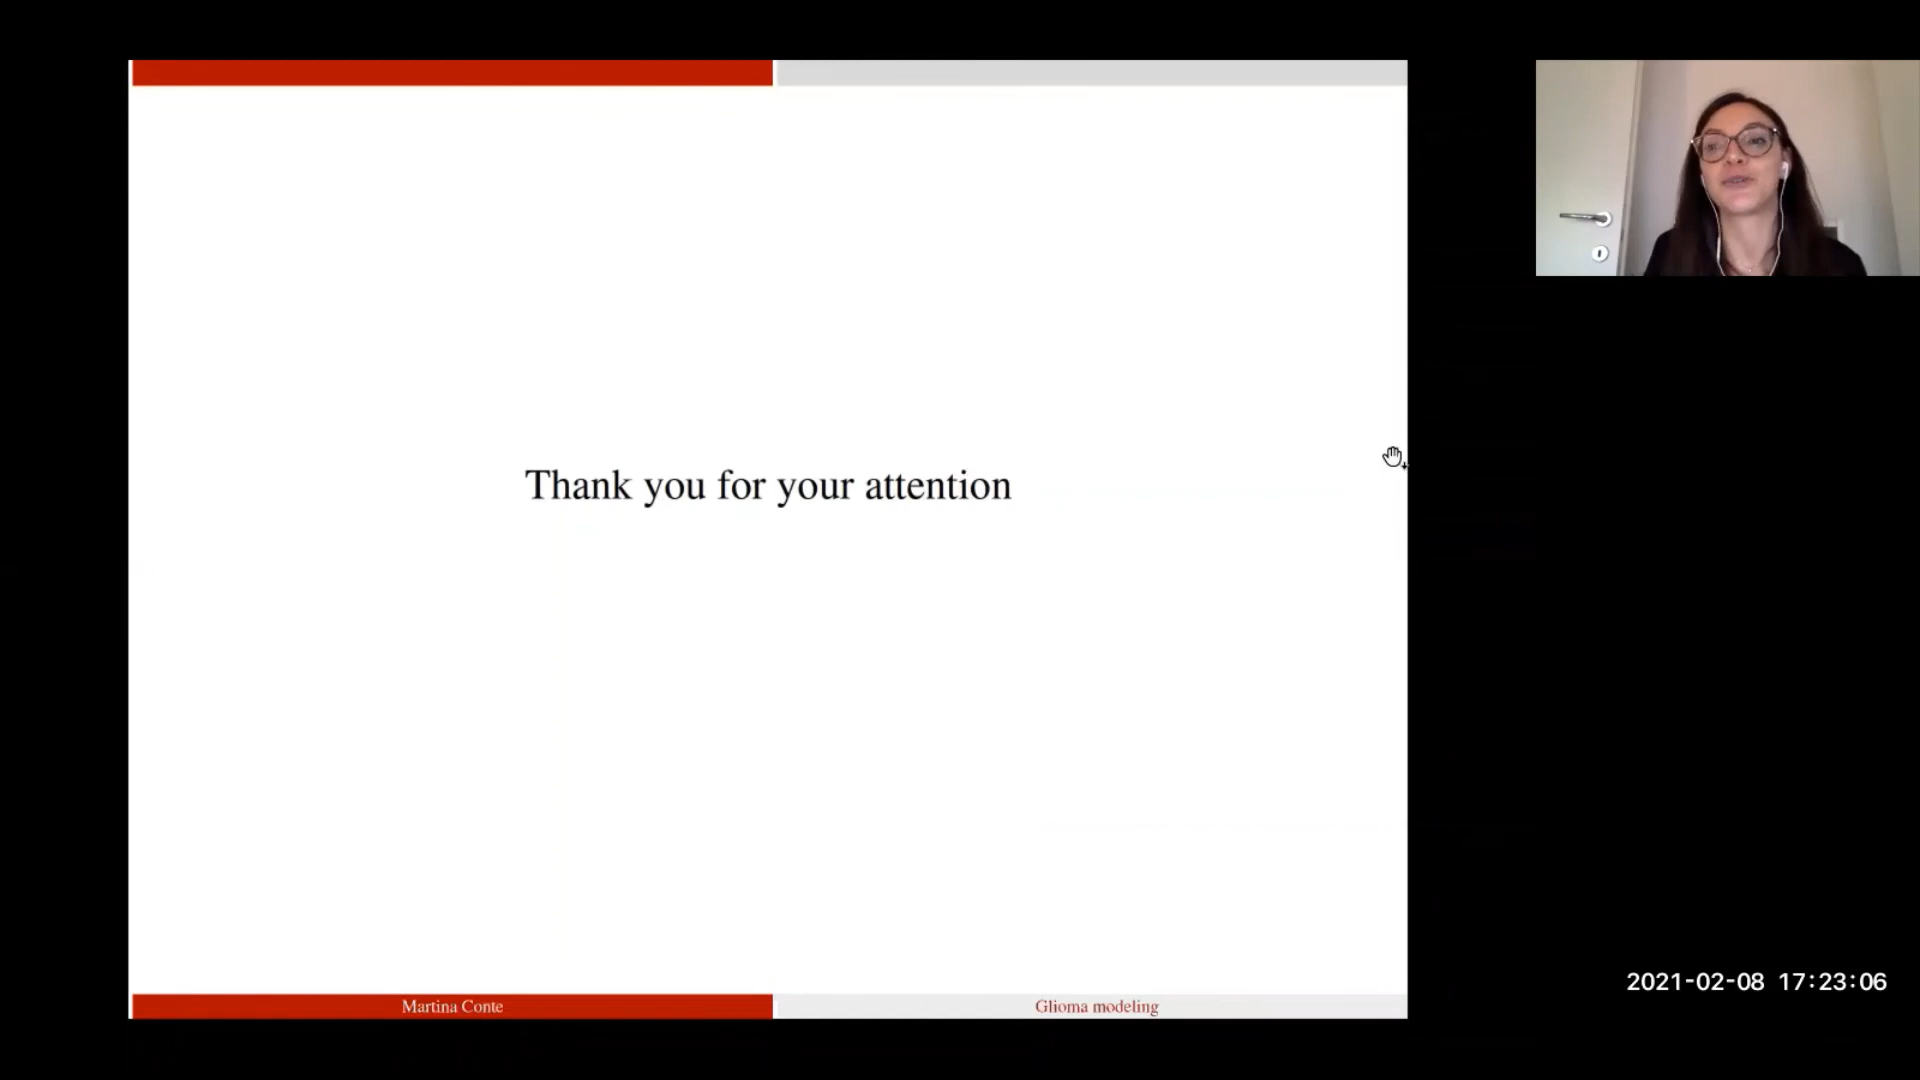 Thank you for your attention
Martina Conte
Glioma modeling
2021-02-08 17:23:06